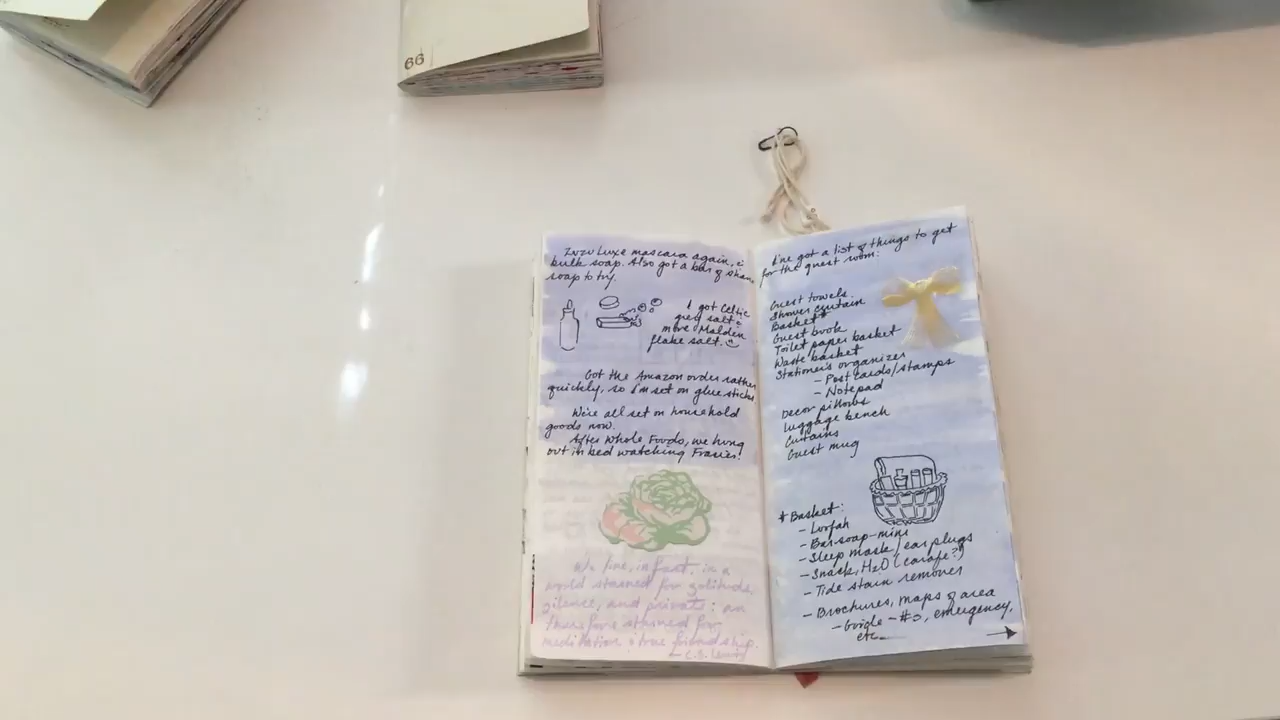 66
Zuzu Luxe mascara again, &
bulk soap. Also got a bar of
soap to try.
I got Celtic
grey salt &
more Maldon
flake salt. :)
Got the Amazon order rather
quickly, so I'm set on glue sticks
We're all set on household
goods now.
After Whole Foods, we hung
out in bed watching Frasier!
We live, in fact, in a
world starved for solitude,
silence, and private: and
therefore starved for
meditation & true friendship.
— C.S. Lewis
I've got a list of things to get
for the guest room:
Guest towels
Shower curtain
Basket*
Guest book
Toilet paper basket
Waste basket
Stationers organizer
- Post cards/stamps
- Notepad
Decor pillows
Luggage bench
Curtains
Guest mug
* Basket:
- Loofah
- Bar soap-mini
- Sleep mask/ear plugs
- Snack, H2O (carafe?)
- Tide stain remover
- Brochures, maps of area
- Guide - #s, emergency,
etc.